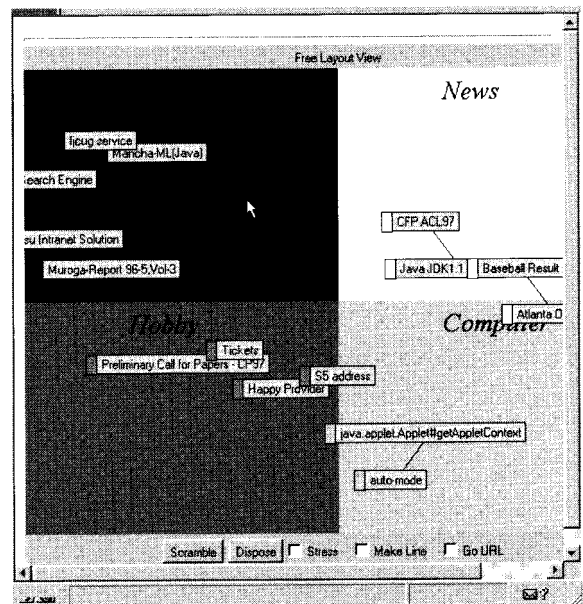 Free Layout View
News
ljcug service
Mancha-ML(Java)
earch Engine
CFP ACL97
su Intranet Solution
Muroga-Report 96-5,Vol-3
Java JDK1.1
Baseball Result
Atlanta O
Hobby
Computer
Tickets
Preliminary Call for Papers - CP97
S5 address
Happy Provider
java.applet.Applet#getAppletContext
auto-mode
Scramble
Dispose
Stress
Make Line
Go URL